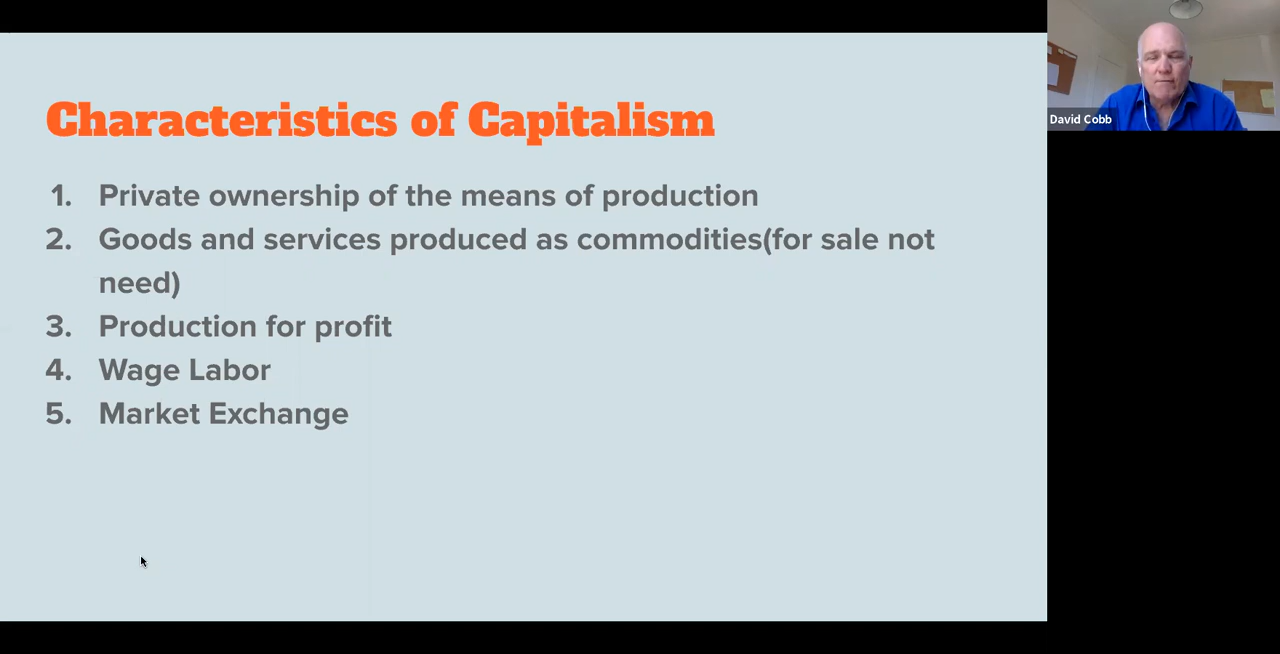 Characteristics of Capitalism
1. Private ownership of the means of production
2. Goods and services produced as commodities(for sale not
need)
3. Production for profit
4. Wage Labor
5. Market Exchange
David Cobb